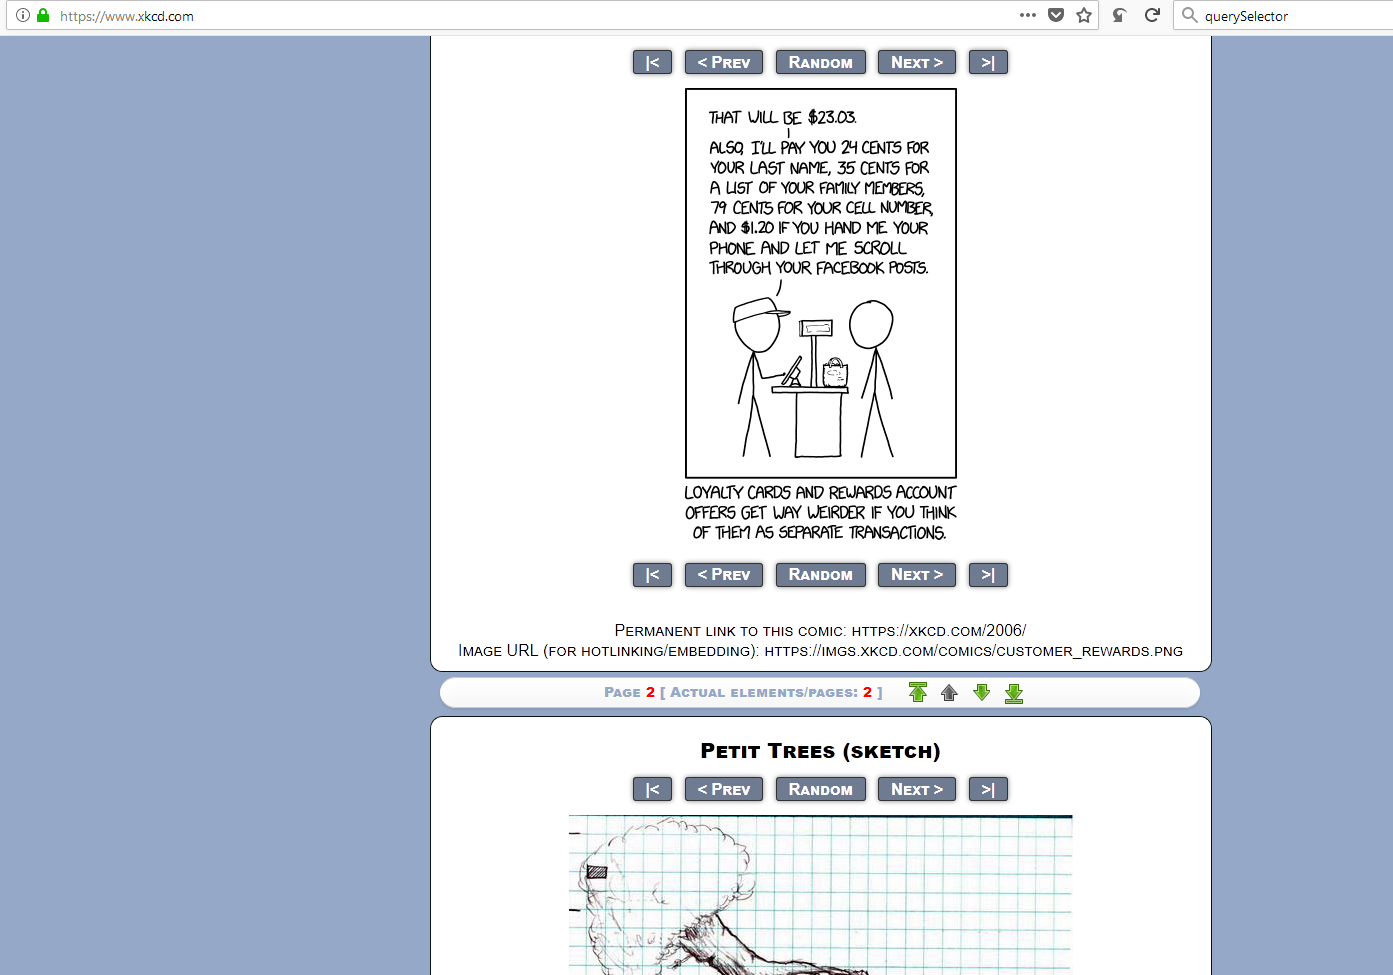 https://www.xkcd.com
querySelector
|< < Prev Random Next > >|
THAT WILL BE $23.03.
ALSO, I'LL PAY YOU 24 CENTS FOR
YOUR LAST NAME, 35 CENTS FOR
A LIST OF YOUR FAMILY MEMBERS,
79 CENTS FOR YOUR CELL NUMBER,
AND $1.20 IF YOU HAND ME YOUR
PHONE AND LET ME SCROLL
THROUGH YOUR FACEBOOK POSTS.
LOYALTY CARDS AND REWARDS ACCOUNT
OFFERS GET WAY WEIRDER IF YOU THINK
OF THEM AS SEPARATE TRANSACTIONS.
|< < Prev Random Next > >|
Permanent link to this comic: https://xkcd.com/2006/
Image URL (for hotlinking/embedding): https://imgs.xkcd.com/comics/customer_rewards.png
Page 2 [ Actual elements/pages: 2 ]
Petit Trees (sketch)
|< < Prev Random Next > >|